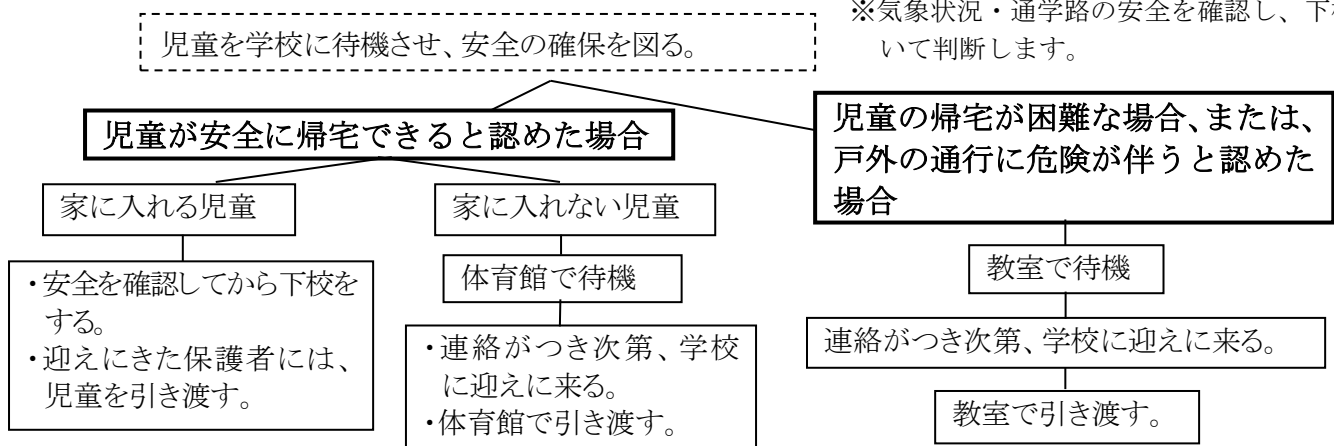 ※気象状況・通学路の安全を確認し、下
いて判断します。
児童を学校に待機させ、安全の確保を図る。
児童が安全に帰宅できると認めた場合
児童の帰宅が困難な場合、または、
戸外の通行に危険が伴うと認めた
場合
家に入れる児童
家に入れない児童
・安全を確認してから下校を
する。
・迎えにきた保護者には、
児童を引き渡す。
体育館で待機
・連絡がつき次第、学校
に迎えに来る。
・体育館で引き渡す。
教室で待機
連絡がつき次第、学校に迎えに来る。
教室で引き渡す。